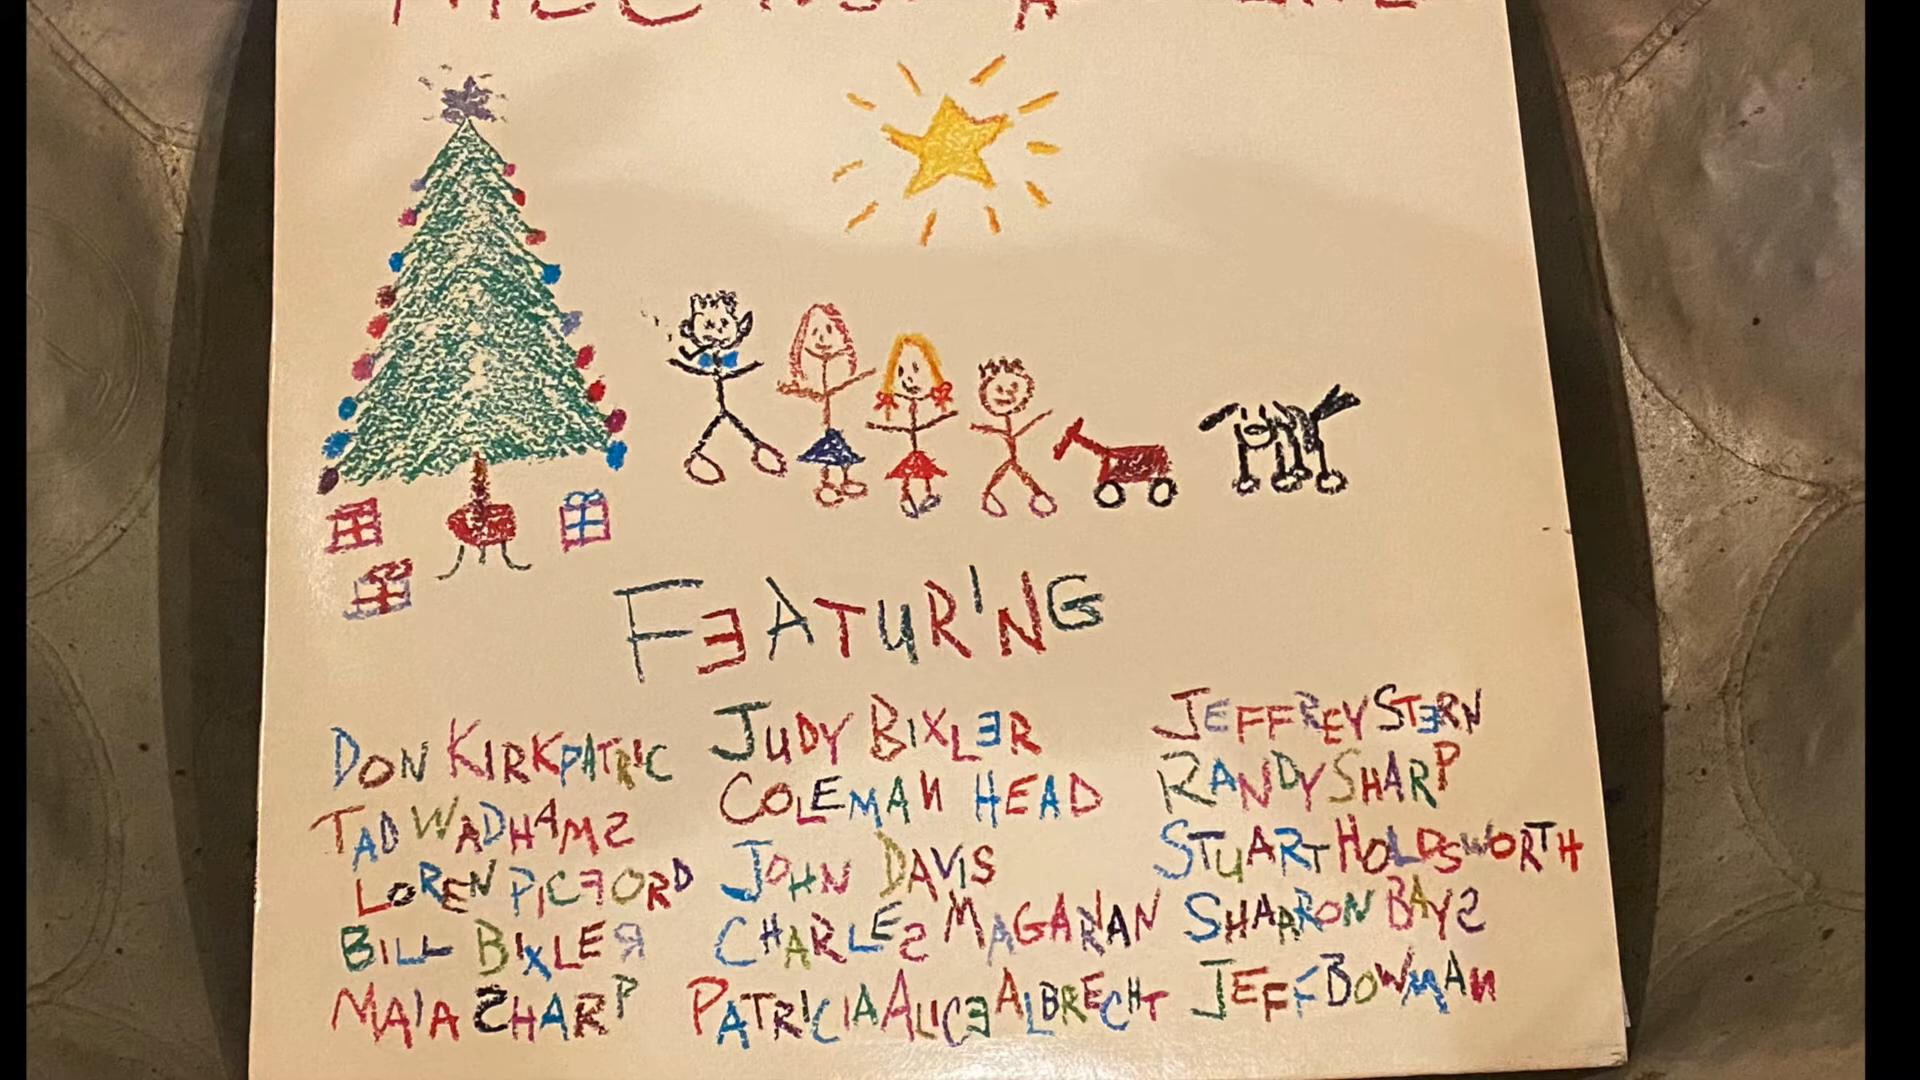 FEATURING
DON KIRKPATRIC
TAD WADHAMS
LOREN PICFORD
BILL BIXLER
MAIA SHARP
JUDY BIXLER
COLEMAN HEAD
JOHN DAVIS
CHARLES MAGARIAN
PATRICIA ALICE ALBRECHT
JEFFREY STERN
RANDY SHARP
STUART HOLDSWORTH
SHARRON BAYS
JEFF BOWMAN